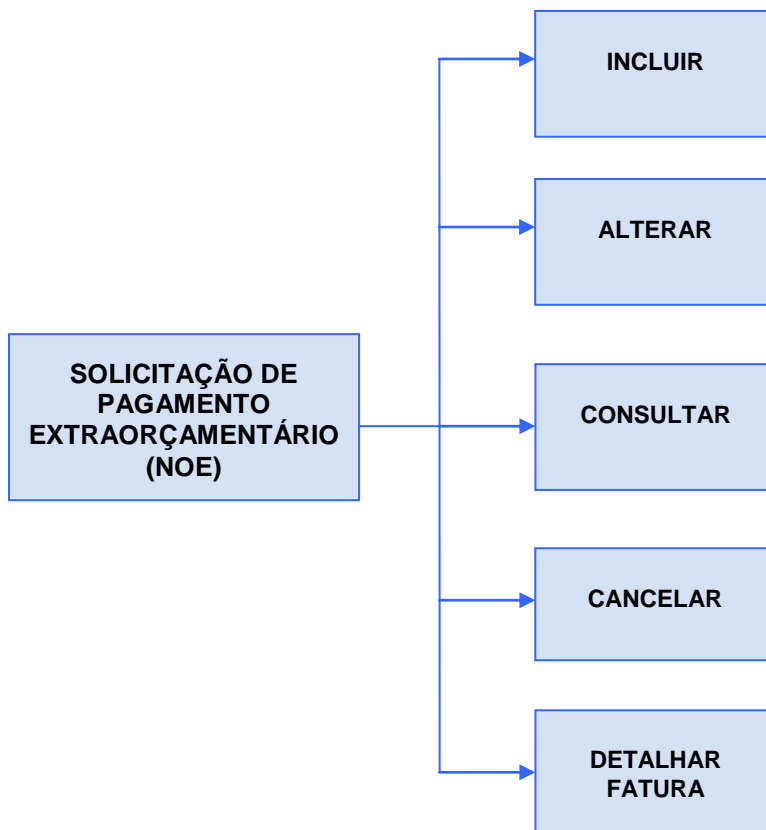 INCLUIR
ALTERAR
SOLICITAÇÃO DE
PAGAMENTO
EXTRAORÇAMENTÁRIO
(NOE)
CONSULTAR
CANCELAR
DETALHAR
FATURA